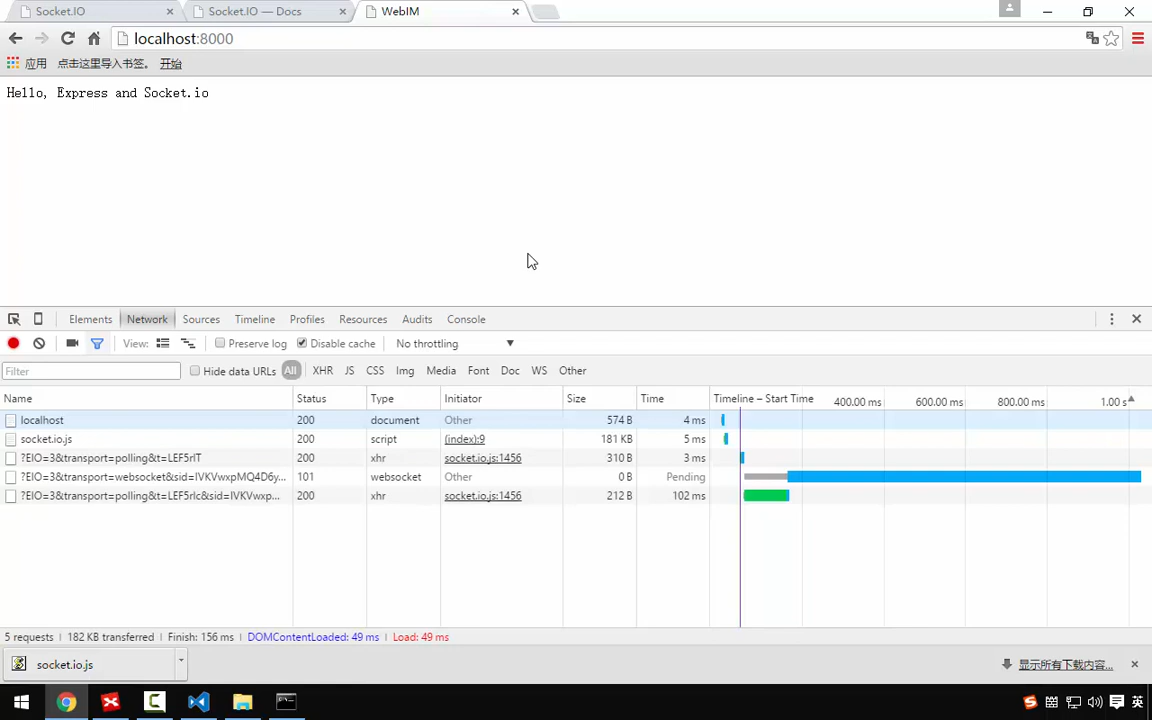 Socket.IO
Socket.IO — Docs
WebIM
localhost:8000
应用 点击这里导入书签。 开始
Hello, Express and Socket.io
Elements Network Sources Timeline Profiles Resources Audits Console
View: Preserve log Disable cache No throttling
Filter Hide data URLs All XHR JS CSS Img Media Font Doc WS Other
Name Status Type Initiator Size Time Timeline – Start Time 400.00 ms 600.00 ms 800.00 ms 1.00 s
localhost 200 document Other 574 B 4 ms
socket.io.js 200 script (index):9 181 KB 5 ms
?EIO=3&transport=polling&t=LEF5rIT 200 xhr socket.io.js:1456 310 B 3 ms
?EIO=3&transport=websocket&sid=IVKVwxpMQ4D6y... 101 websocket Other 0 B Pending
?EIO=3&transport=polling&t=LEF5rlc&sid=IVKVwxp... 200 xhr socket.io.js:1456 212 B 102 ms
5 requests | 182 KB transferred | Finish: 156 ms | DOMContentLoaded: 49 ms | Load: 49 ms
socket.io.js 显示所有下载内容...
英